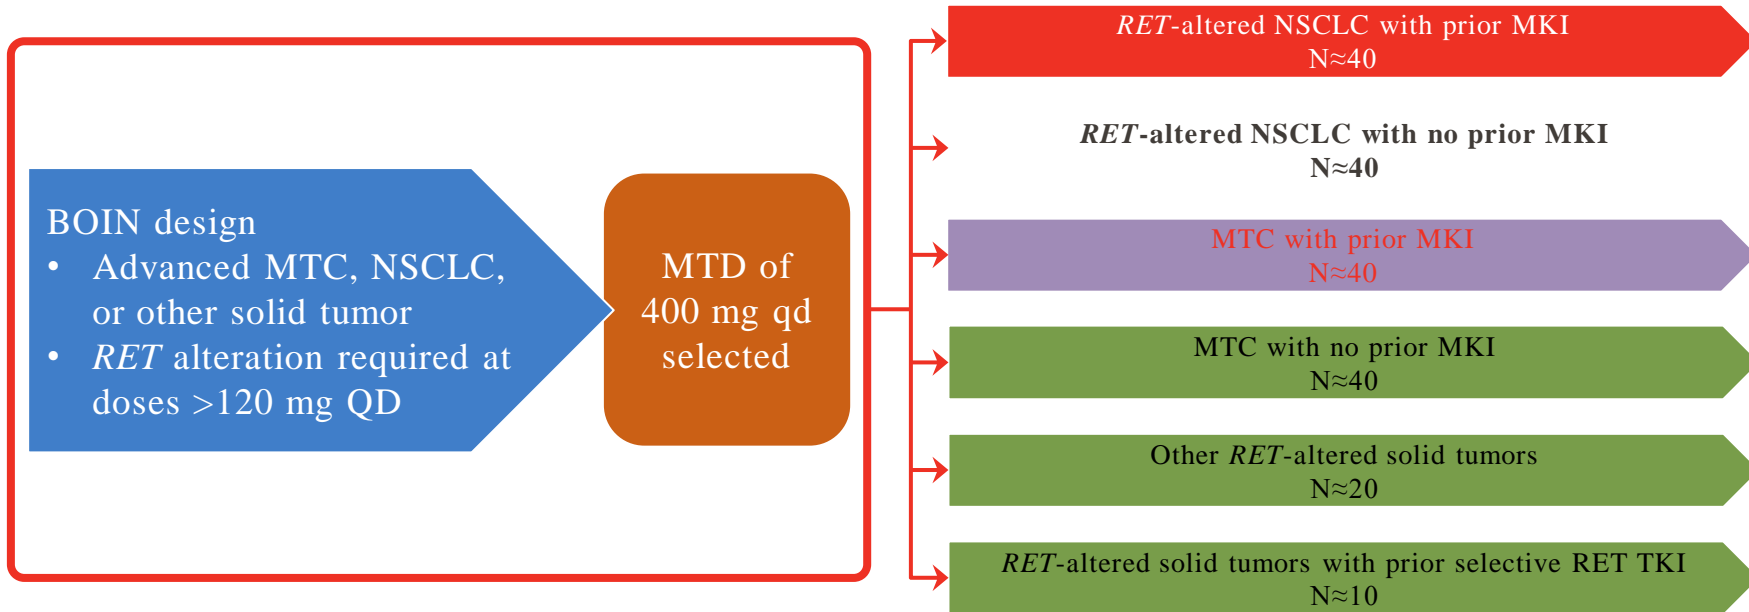 BOIN design
• Advanced MTC, NSCLC,
or other solid tumor
• RET alteration required at
doses >120 mg QD
MTD of
400 mg qd
selected
RET-altered NSCLC with prior MKI
N≈40
RET-altered NSCLC with no prior MKI
N≈40
MTC with prior MKI
N≈40
MTC with no prior MKI
N≈40
Other RET-altered solid tumors
N≈20
RET-altered solid tumors with prior selective RET TKI
N≈10